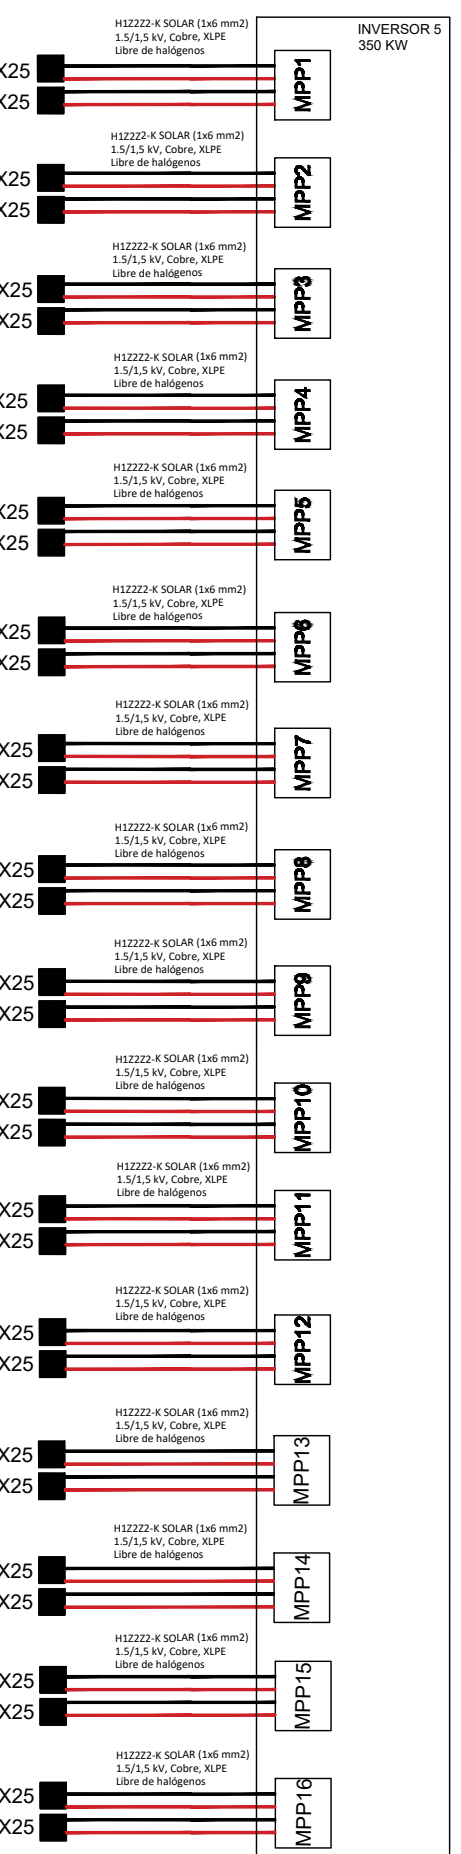 INVERSOR 5
350 KW
H1Z2Z2-K SOLAR (1x6 mm2)
1.5/1,5 kV, Cobre, XLPE
Libre de halógenos
X25
X25
MPP1
H1Z2Z2-K SOLAR (1x6 mm2)
1.5/1,5 kV, Cobre, XLPE
Libre de halógenos
X25
X25
MPP2
H1Z2Z2-K SOLAR (1x6 mm2)
1.5/1,5 kV, Cobre, XLPE
Libre de halógenos
X25
X25
MPP3
H1Z2Z2-K SOLAR (1x6 mm2)
1.5/1,5 kV, Cobre, XLPE
Libre de halógenos
X25
X25
MPP4
H1Z2Z2-K SOLAR (1x6 mm2)
1.5/1,5 kV, Cobre, XLPE
Libre de halógenos
X25
X25
MPP5
H1Z2Z2-K SOLAR (1x6 mm2)
1.5/1,5 kV, Cobre, XLPE
Libre de halógenos
X25
X25
MPP6
H1Z2Z2-K SOLAR (1x6 mm2)
1.5/1,5 kV, Cobre, XLPE
Libre de halógenos
X25
X25
MPP7
H1Z2Z2-K SOLAR (1x6 mm2)
1.5/1,5 kV, Cobre, XLPE
Libre de halógenos
X25
X25
MPP8
H1Z2Z2-K SOLAR (1x6 mm2)
1.5/1,5 kV, Cobre, XLPE
Libre de halógenos
X25
X25
MPP9
H1Z2Z2-K SOLAR (1x6 mm2)
1.5/1,5 kV, Cobre, XLPE
Libre de halógenos
X25
X25
MPP10
H1Z2Z2-K SOLAR (1x6 mm2)
1.5/1,5 kV, Cobre, XLPE
Libre de halógenos
X25
X25
MPP11
H1Z2Z2-K SOLAR (1x6 mm2)
1.5/1,5 kV, Cobre, XLPE
Libre de halógenos
X25
X25
MPP12
H1Z2Z2-K SOLAR (1x6 mm2)
1.5/1,5 kV, Cobre, XLPE
Libre de halógenos
X25
X25
MPP13
H1Z2Z2-K SOLAR (1x6 mm2)
1.5/1,5 kV, Cobre, XLPE
Libre de halógenos
X25
X25
MPP14
H1Z2Z2-K SOLAR (1x6 mm2)
1.5/1,5 kV, Cobre, XLPE
Libre de halógenos
X25
X25
MPP15
H1Z2Z2-K SOLAR (1x6 mm2)
1.5/1,5 kV, Cobre, XLPE
Libre de halógenos
X25
X25
MPP16